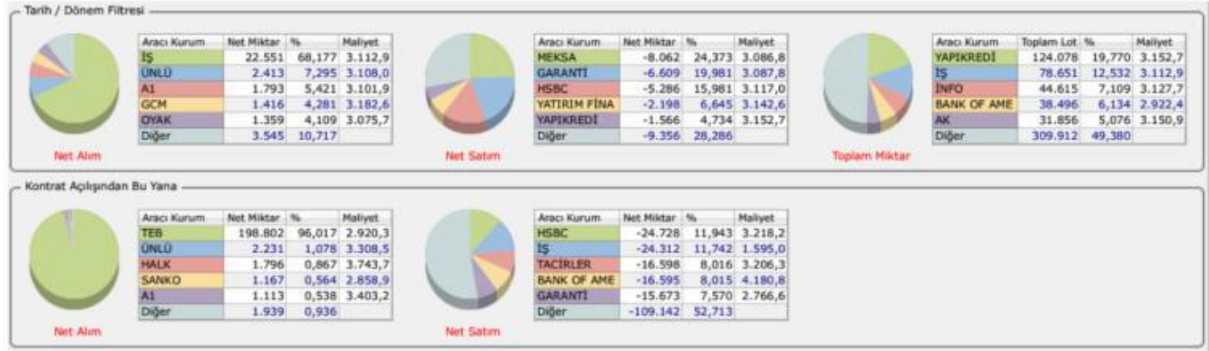 Tarih / Dönem Filtresi
Aracı Kurum Net Miktar % Maliyet
İŞ 22.551 68,177 3.112,9
ÜNLÜ 2.413 7,295 3.108,0
A1 1.793 5,421 3.101,9
GCM 1.416 4,281 3.182,6
OYAK 1.359 4,109 3.075,7
Diğer 3.545 10,717
Net Alım
Aracı Kurum Net Miktar % Maliyet
MEKSA -8.062 24,373 3.086,8
GARANTİ -6.609 19,981 3.087,8
HSBC -5.286 15,981 3.117,0
YATIRIM FİNA -2.198 6,645 3.142,6
YAPIKREDİ -1.566 4,734 3.152,7
Diğer -9.356 28,286
Net Satım
Aracı Kurum Toplam Lot % Maliyet
YAPIKREDİ 124.078 19,770 3.152,7
İŞ 78.651 12,532 3.112,9
İNFO 44.615 7,109 3.127,7
BANK OF AME 38.496 6,134 2.922,4
AK 31.856 5,076 3.150,9
Diğer 309.912 49,380
Toplam Miktar
Kontrat Açılışından Bu Yana
Aracı Kurum Net Miktar % Maliyet
TEB 198.802 96,017 2.920,3
ÜNLÜ 2.231 1,078 3.308,5
HALK 1.796 0,867 3.743,7
SANKO 1.167 0,564 2.858,9
A1 1.113 0,538 3.403,2
Diğer 1.939 0,936
Net Alım
Aracı Kurum Net Miktar % Maliyet
HSBC -24.728 11,943 3.218,2
İŞ -24.312 11,742 1.595,0
TACİRLER -16.598 8,016 3.206,3
BANK OF AME -16.595 8,015 4.180,8
GARANTİ -15.673 7,570 2.766,6
Diğer -109.142 52,713
Net Satım